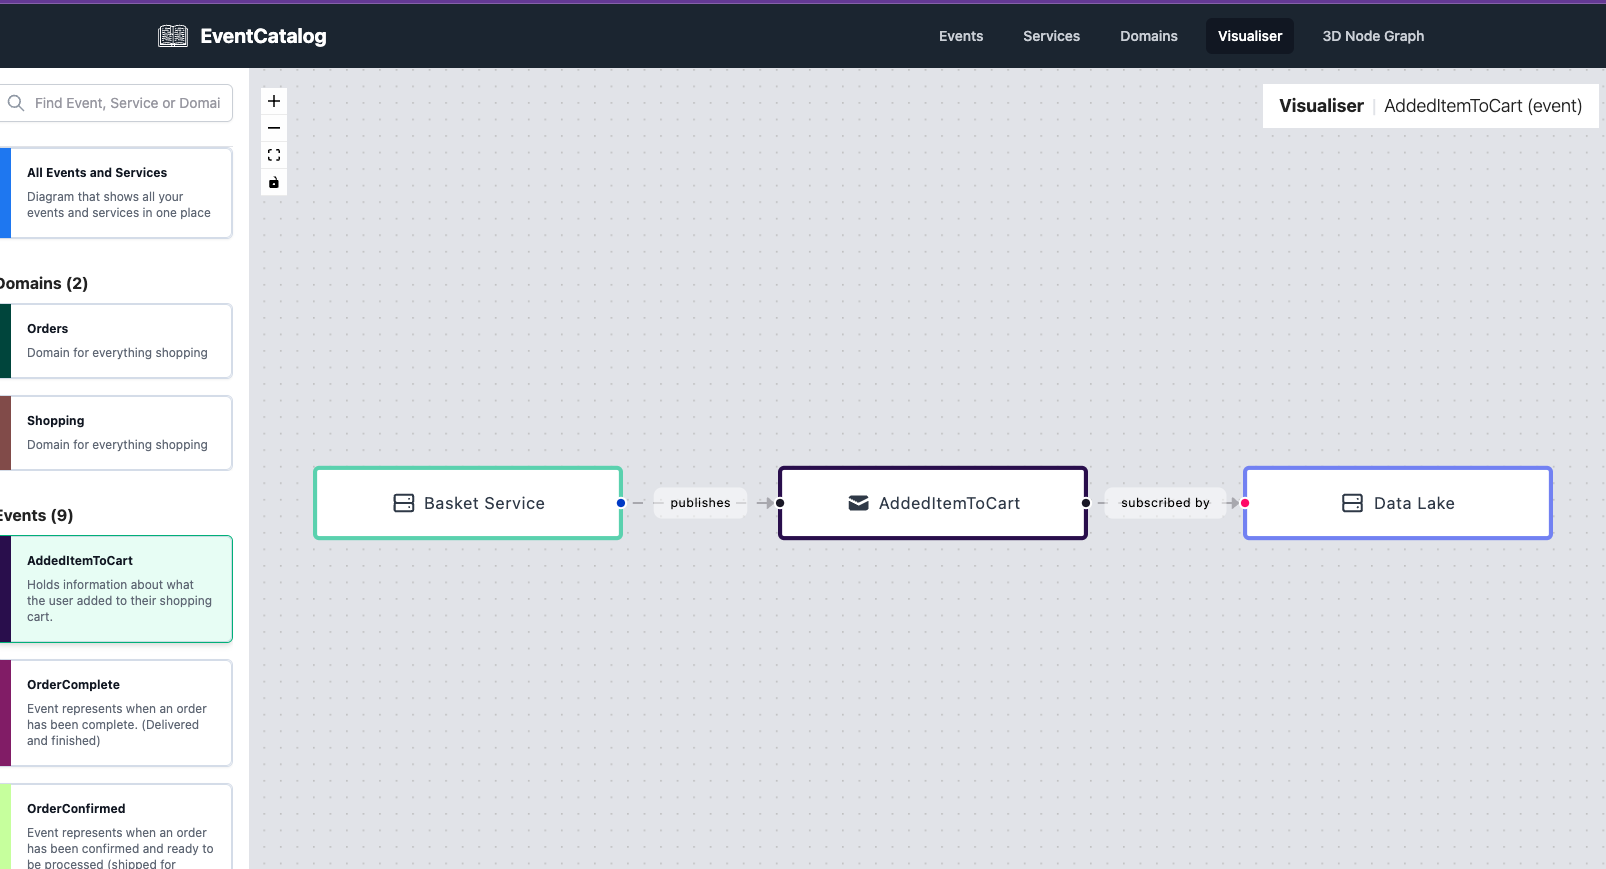 EventCatalog
Events
Services
Domains
Visualiser
3D Node Graph
Find Event, Service or Domai
Visualiser | AddedItemToCart (event)
All Events and Services
Diagram that shows all your
events and services in one place
Domains (2)
Orders
Domain for everything shopping
Shopping
Domain for everything shopping
Events (9)
AddedItemToCart
Holds information about what
the user added to their shopping
cart.
OrderComplete
Event represents when an order
has been complete. (Delivered
and finished)
OrderConfirmed
Event represents when an order
has been confirmed and ready to
be processed (shipped for
Basket Service
publishes
AddedItemToCart
subscribed by
Data Lake